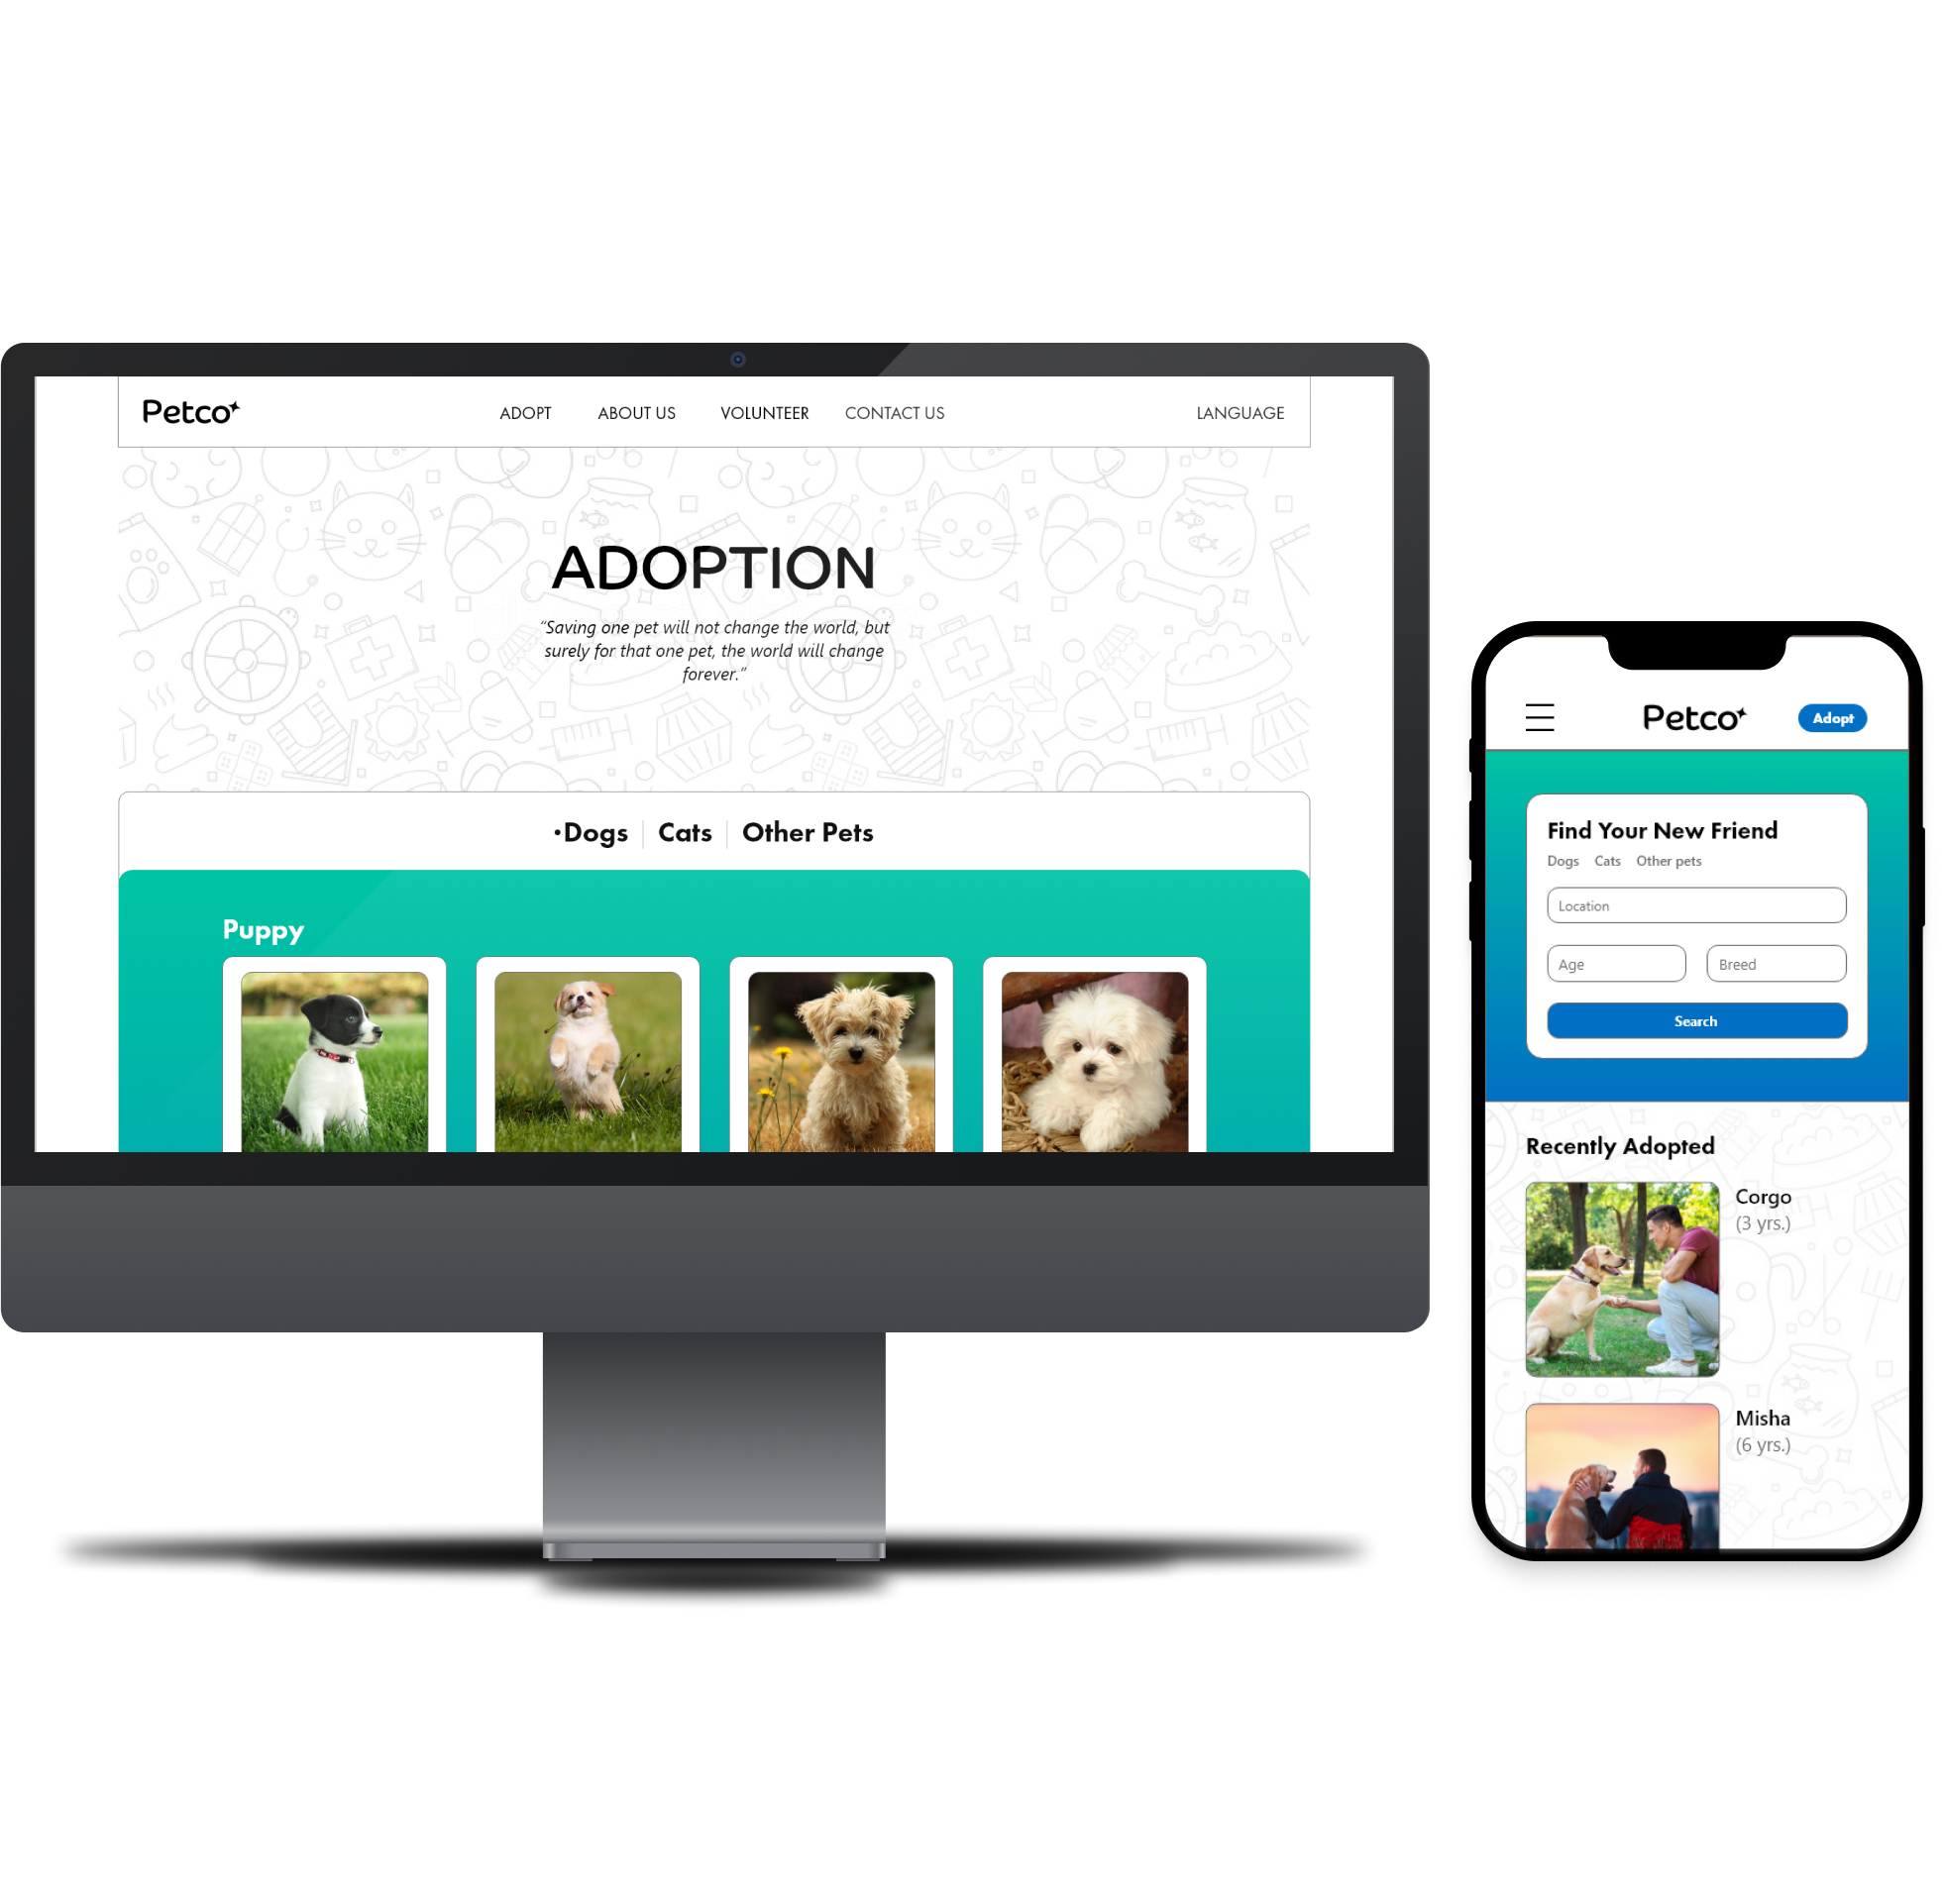 Petco
ADOPT ABOUT US VOLUNTEER CONTACT US LANGUAGE
ADOPTION
“Saving one pet will not change the world, but
surely for that one pet, the world will change
forever.”
•Dogs Cats Other Pets
Puppy
Petco
Adopt
Find Your New Friend
Dogs Cats Other pets
Location
Age Breed
Search
Recently Adopted
Corgo
(3 yrs.)
Misha
(6 yrs.)